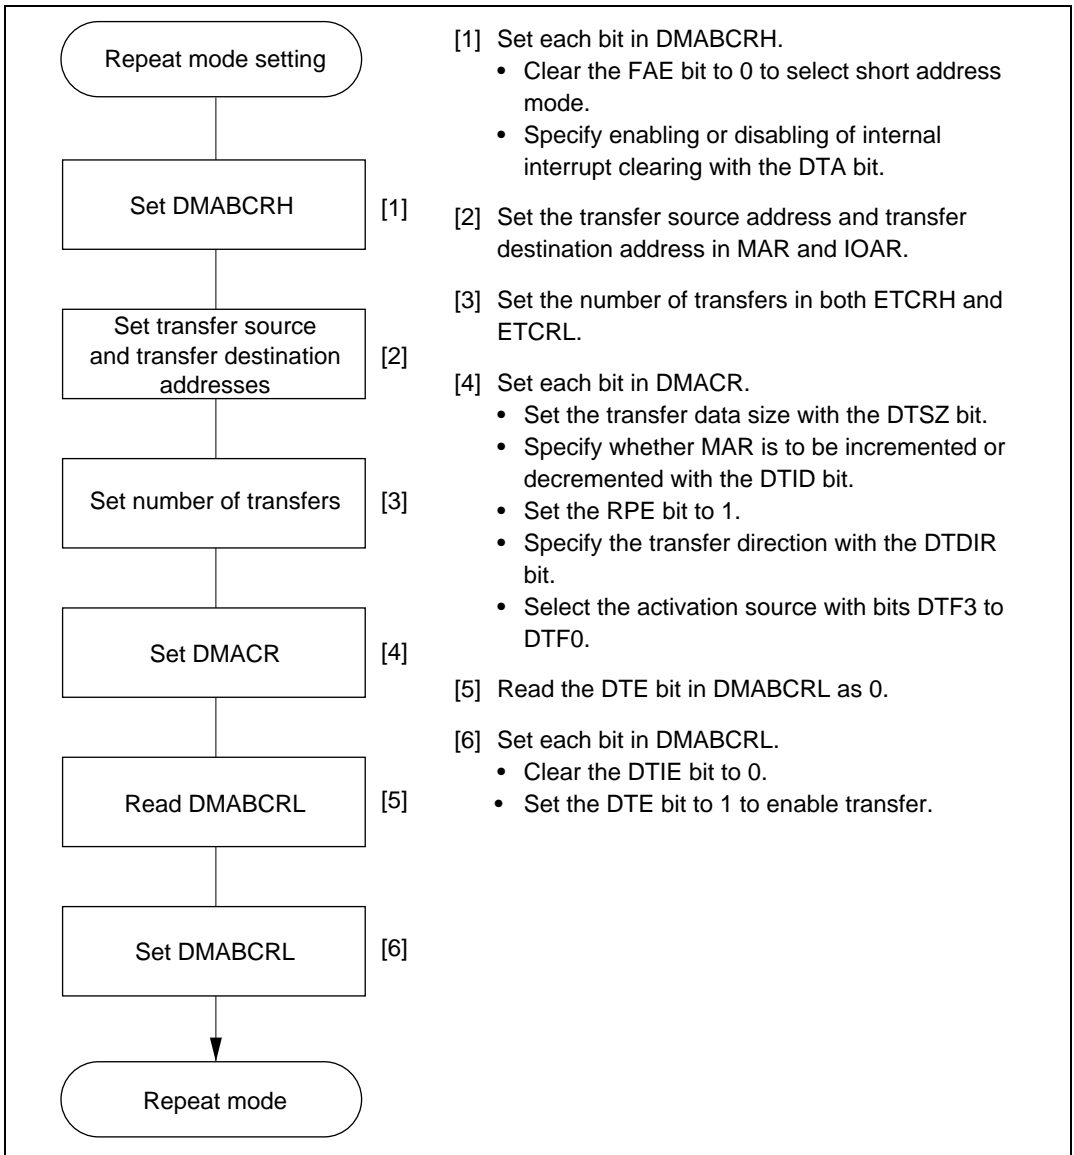 Repeat mode setting
Set DMABCRH [1]
Set transfer source
and transfer destination
addresses
[2]
Set number of transfers [3]
Set DMACR [4]
Read DMABCRL [5]
Set DMABCRL [6]
Repeat mode
[1] Set each bit in DMABCRH.
• Clear the FAE bit to 0 to select short address
mode.
• Specify enabling or disabling of internal
interrupt clearing with the DTA bit.
[2] Set the transfer source address and transfer
destination address in MAR and IOAR.
[3] Set the number of transfers in both ETCRH and
ETCRL.
[4] Set each bit in DMACR.
• Set the transfer data size with the DTSZ bit.
• Specify whether MAR is to be incremented or
decremented with the DTID bit.
• Set the RPE bit to 1.
• Specify the transfer direction with the DTDIR
bit.
• Select the activation source with bits DTF3 to
DTF0.
[5] Read the DTE bit in DMABCRL as 0.
[6] Set each bit in DMABCRL.
• Clear the DTIE bit to 0.
• Set the DTE bit to 1 to enable transfer.